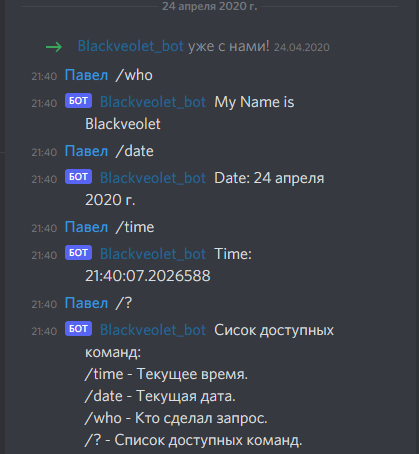 24 апреля 2020 г.
Blackveolet_bot уже с нами! 24.04.2020
21:40 Павел /who
21:40 БОТ Blackveolet_bot My Name is
Blackveolet
21:40 Павел /date
21:40 БОТ Blackveolet_bot Date: 24 апреля
2020 г.
21:40 Павел /time
21:40 БОТ Blackveolet_bot Time:
21:40:07.2026588
21:40 Павел /?
21:40 БОТ Blackveolet_bot Сисок доступных
команд:
/time - Текущее время.
/date - Текущая дата.
/who - Кто сделал запрос.
/? - Список доступных команд.